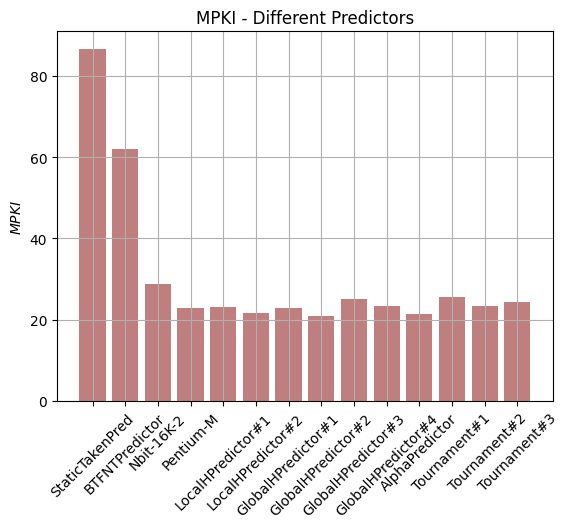 MPKI - Different Predictors
MPKI
80
60
40
20
0
StaticTakenPred
BTFNTPredictor
Nbit-16K-2
Pentium-M
LocalHPredictor#1
LocalHPredictor#2
GlobalHPredictor#1
GlobalHPredictor#2
GlobalHPredictor#3
GlobalHPredictor#4
AlphaPredictor
Tournament#1
Tournament#2
Tournament#3